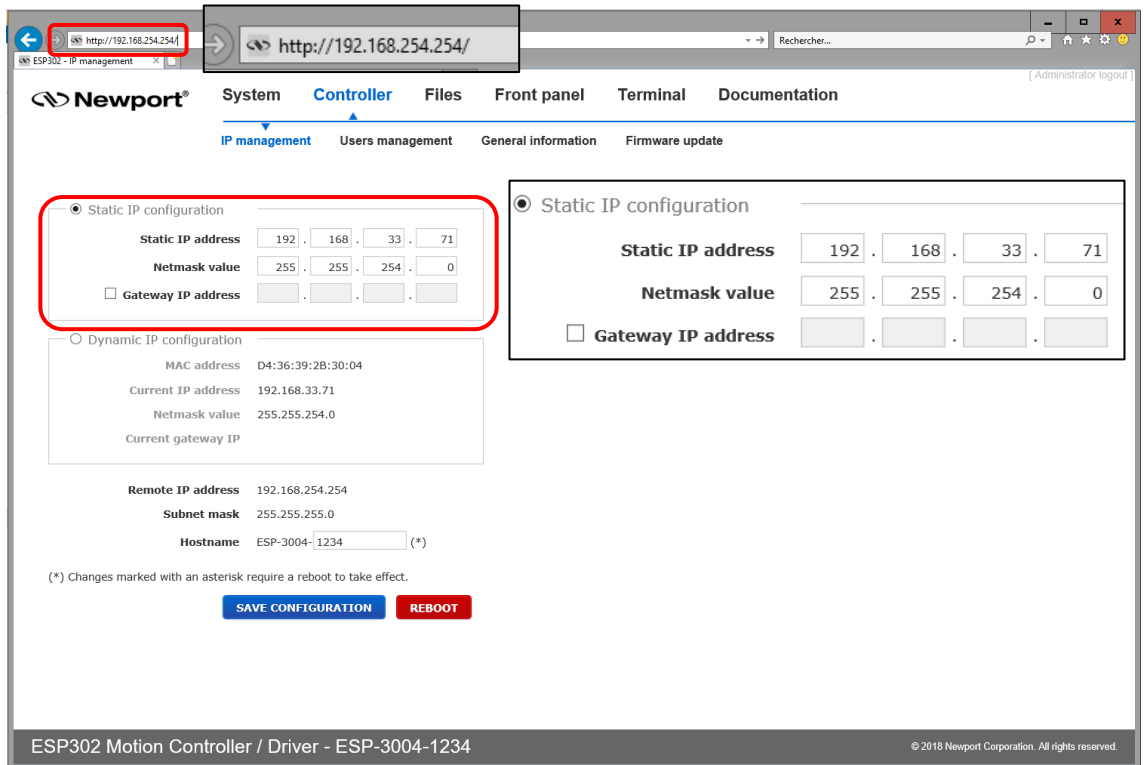 http://192.168.254.254/
http://192.168.254.254/
Rechercher...
ESP302 - IP management
[ Administrator logout ]
Newport®
System Controller Files Front panel Terminal Documentation
IP management Users management General information Firmware update
Static IP configuration
Static IP address 192 . 168 . 33 . 71
Netmask value 255 . 255 . 254 . 0
Gateway IP address . . .
Static IP configuration
Static IP address 192 . 168 . 33 . 71
Netmask value 255 . 255 . 254 . 0
Gateway IP address . . .
Dynamic IP configuration
MAC address D4:36:39:2B:30:04
Current IP address 192.168.33.71
Netmask value 255.255.254.0
Current gateway IP
Remote IP address 192.168.254.254
Subnet mask 255.255.255.0
Hostname ESP-3004- 1234 (*)
(*) Changes marked with an asterisk require a reboot to take effect.
SAVE CONFIGURATION REBOOT
ESP302 Motion Controller / Driver - ESP-3004-1234
© 2018 Newport Corporation. All rights reserved.